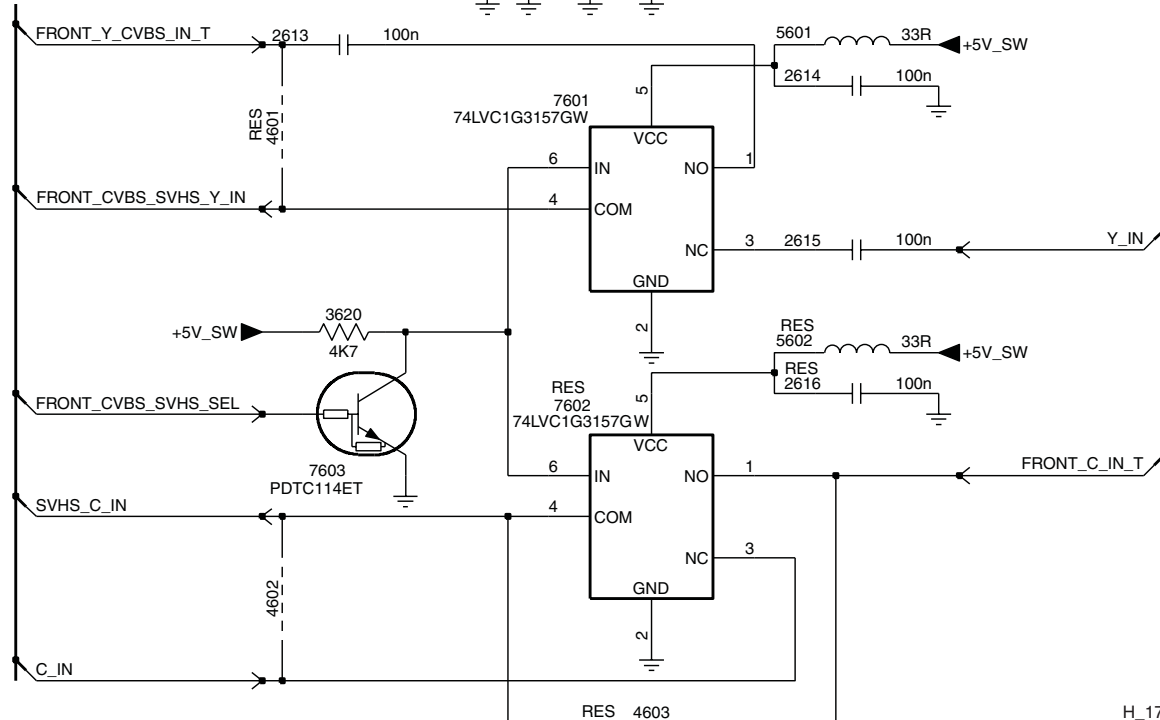 FRONT_Y_CVBS_IN_T
2613
100n
5601
33R
+5V_SW
2614
100n
RES
4601
7601
74LVC1G3157GW
5
VCC
6
IN
NO
1
FRONT_CVBS_SVHS_Y_IN
4
COM
NC
3
2615
100n
Y_IN
GND
2
+5V_SW
3620
4K7
RES
5602
33R
+5V_SW
RES
2616
100n
FRONT_CVBS_SVHS_SEL
7603
PDTC114ET
RES
7602
74LVC1G3157GW
5
VCC
6
IN
NO
1
FRONT_C_IN_T
SVHS_C_IN
4
COM
NC
3
4602
GND
2
C_IN
RES 4603
H_17